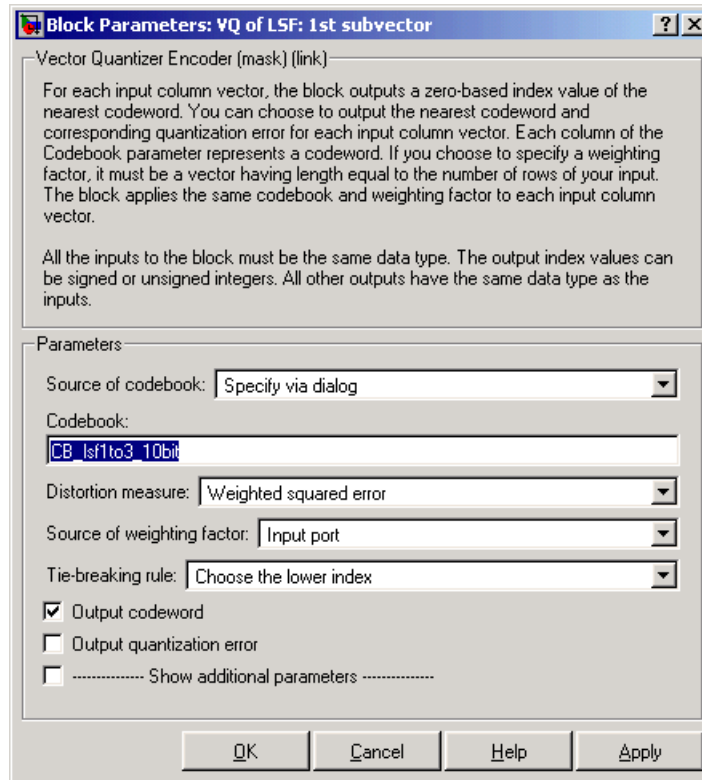 Block Parameters: VQ of LSF: 1st subvector
Vector Quantizer Encoder (mask) (link)
For each input column vector, the block outputs a zero-based index value of the
nearest codeword. You can choose to output the nearest codeword and
corresponding quantization error for each input column vector. Each column of the
Codebook parameter represents a codeword. If you choose to specify a weighting
factor, it must be a vector having length equal to the number of rows of your input.
The block applies the same codebook and weighting factor to each input column
vector.
All the inputs to the block must be the same data type. The output index values can
be signed or unsigned integers. All other outputs have the same data type as the
inputs.
Parameters
Source of codebook: Specify via dialog
Codebook:
CB_lsf1to3_10bit
Distortion measure: Weighted squared error
Source of weighting factor: Input port
Tie-breaking rule: Choose the lower index
Output codeword
Output quantization error
--------------- Show additional parameters ---------------
OK Cancel Help Apply